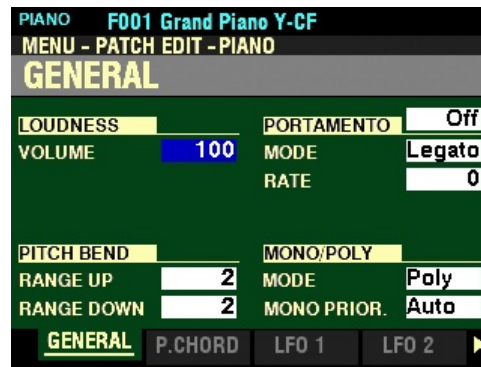 PIANO F001 Grand Piano Y-CF
MENU - PATCH EDIT - PIANO
GENERAL
LOUDNESS PORTAMENTO Off
VOLUME 100 MODE Legato
RATE 0
PITCH BEND MONO/POLY
RANGE UP 2 MODE Poly
RANGE DOWN 2 MONO PRIOR. Auto
GENERAL P.CHORD LFO 1 LFO 2